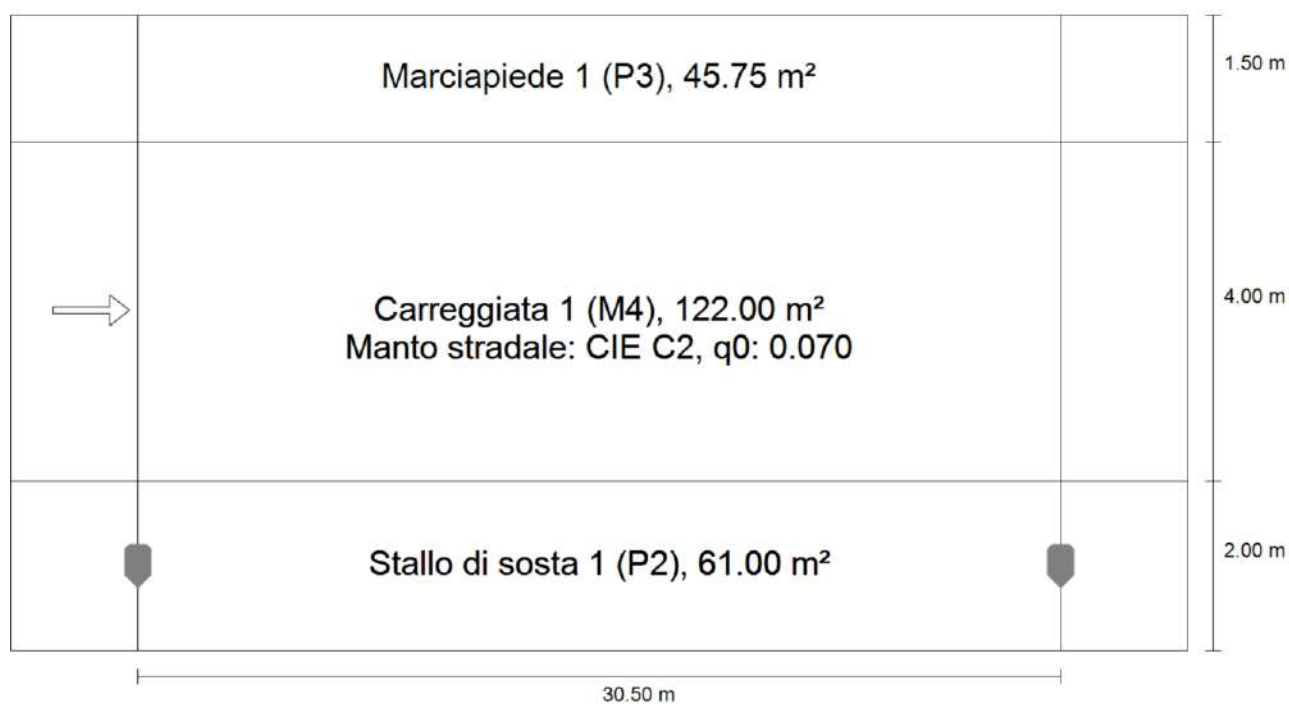 Marciapiede 1 (P3), 45.75 m²
1.50 m
Carreggiata 1 (M4), 122.00 m²
Manto stradale: CIE C2, q0: 0.070
4.00 m
Stallo di sosta 1 (P2), 61.00 m²
2.00 m
30.50 m